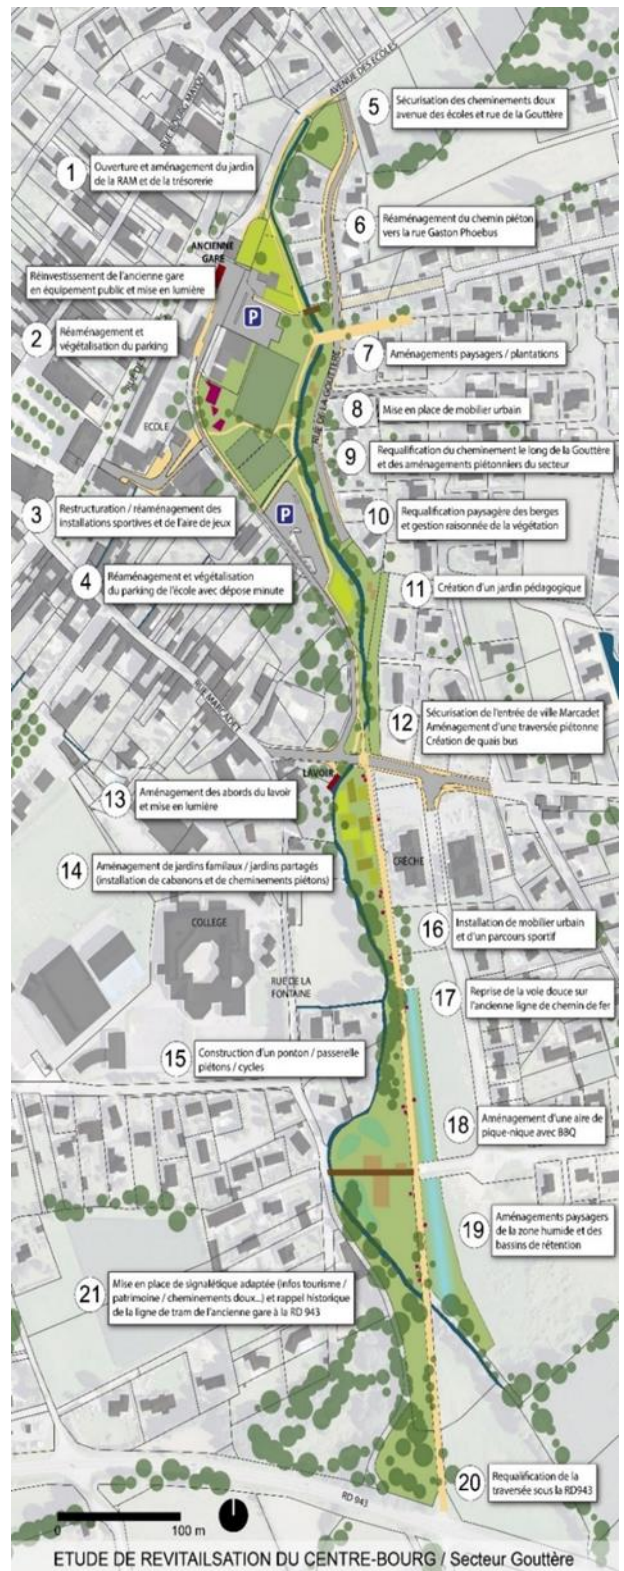 AVENUE DES ECOLES
RUE BOURG MAYOU
5
Sécurisation des cheminements doux
avenue des écoles et rue de la Gouttère
1
Ouverture et aménagement du jardin
de la RAM et de la trésorerie
6
Réaménagement du chemin piéton
vers la rue Gaston Phoebus
ANCIENNE
GARE
Réinvestissement de l'ancienne gare
en équipement public et mise en lumière
P
2
Réaménagement et
végétalisation du parking
7
Aménagements paysagers / plantations
RUE DE LA GOUTTERE
8
Mise en place de mobilier urbain
ECOLE
9
Requalification du cheminement le long de la Gouttère
et des aménagements piétonniers du secteur
3
Restructuration / réaménagement des
installations sportives et de l'aire de jeux
P
10
Requalification paysagère des berges
et gestion raisonnée de la végétation
4
Réaménagement et végétalisation
du parking de l'école avec dépose minute
11
Création d'un jardin pédagogique
RUE MARCADET
12
Sécurisation de l'entrée de ville Marcadet
Aménagement d'une traversée piétonne
Création de quais bus
LAVOIR
13
Aménagement des abords du lavoir
et mise en lumière
14
Aménagement de jardins familaux / jardins partagés
(installation de cabanons et de cheminements piétons)
CRÈCHE
COLLEGE
16
Installation de mobilier urbain
et d'un parcours sportif
RUE DE LA
FONTAINE
17
Reprise de la voie douce sur
l'ancienne ligne de chemin de fer
15
Construction d'un ponton / passerelle
piétons / cycles
18
Aménagement d'une aire de
pique-nique avec BBQ
19
Aménagements paysagers
de la zone humide et des
bassins de rétention
21
Mise en place de signalétique adaptée (infos tourisme /
patrimoine / cheminements doux...) et rappel historique
de la ligne de tram de l'ancienne gare à la RD 943
20
Requalification de la
traversée sous la RD943
RD 943
0
100 m
ETUDE DE REVITAILSATION DU CENTRE-BOURG / Secteur Gouttère